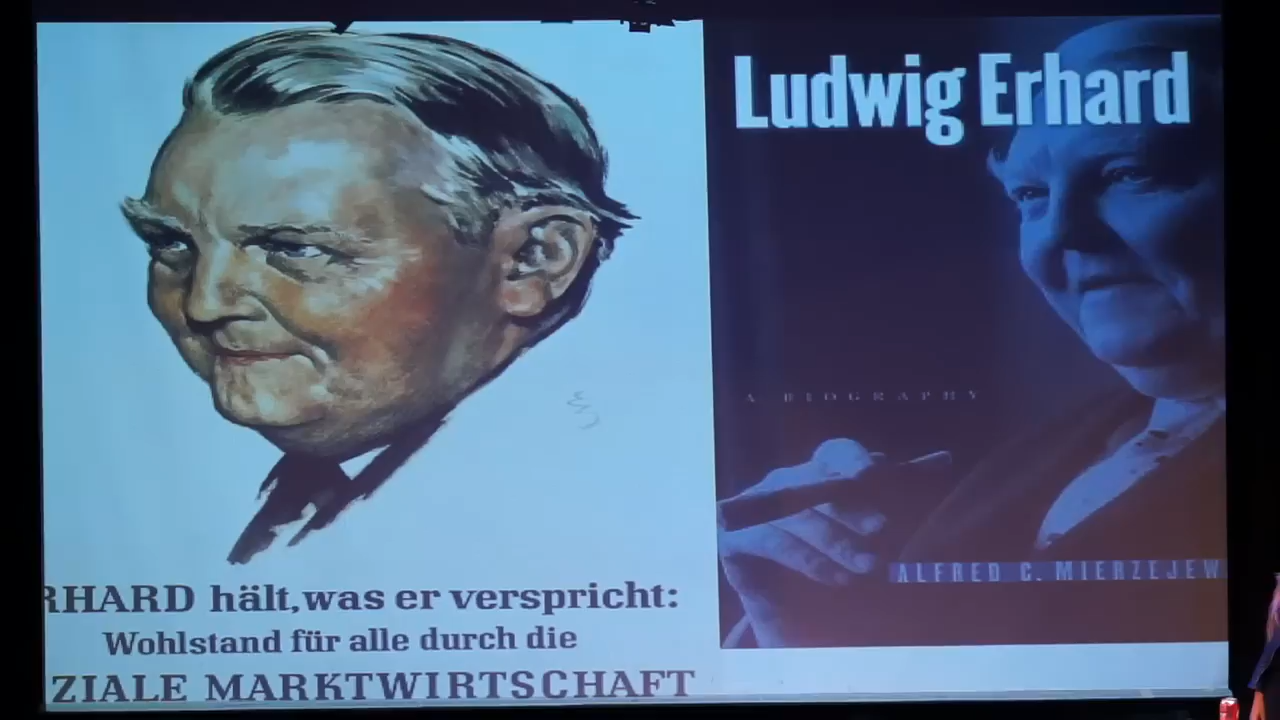 RHARD hält, was er verspricht:
Wohlstand für alle durch die
ZIALE MARKTWIRTSCHAFT
Ludwig Erhard
A BIOGRAPHY
ALFRED C. MIERZEJEW